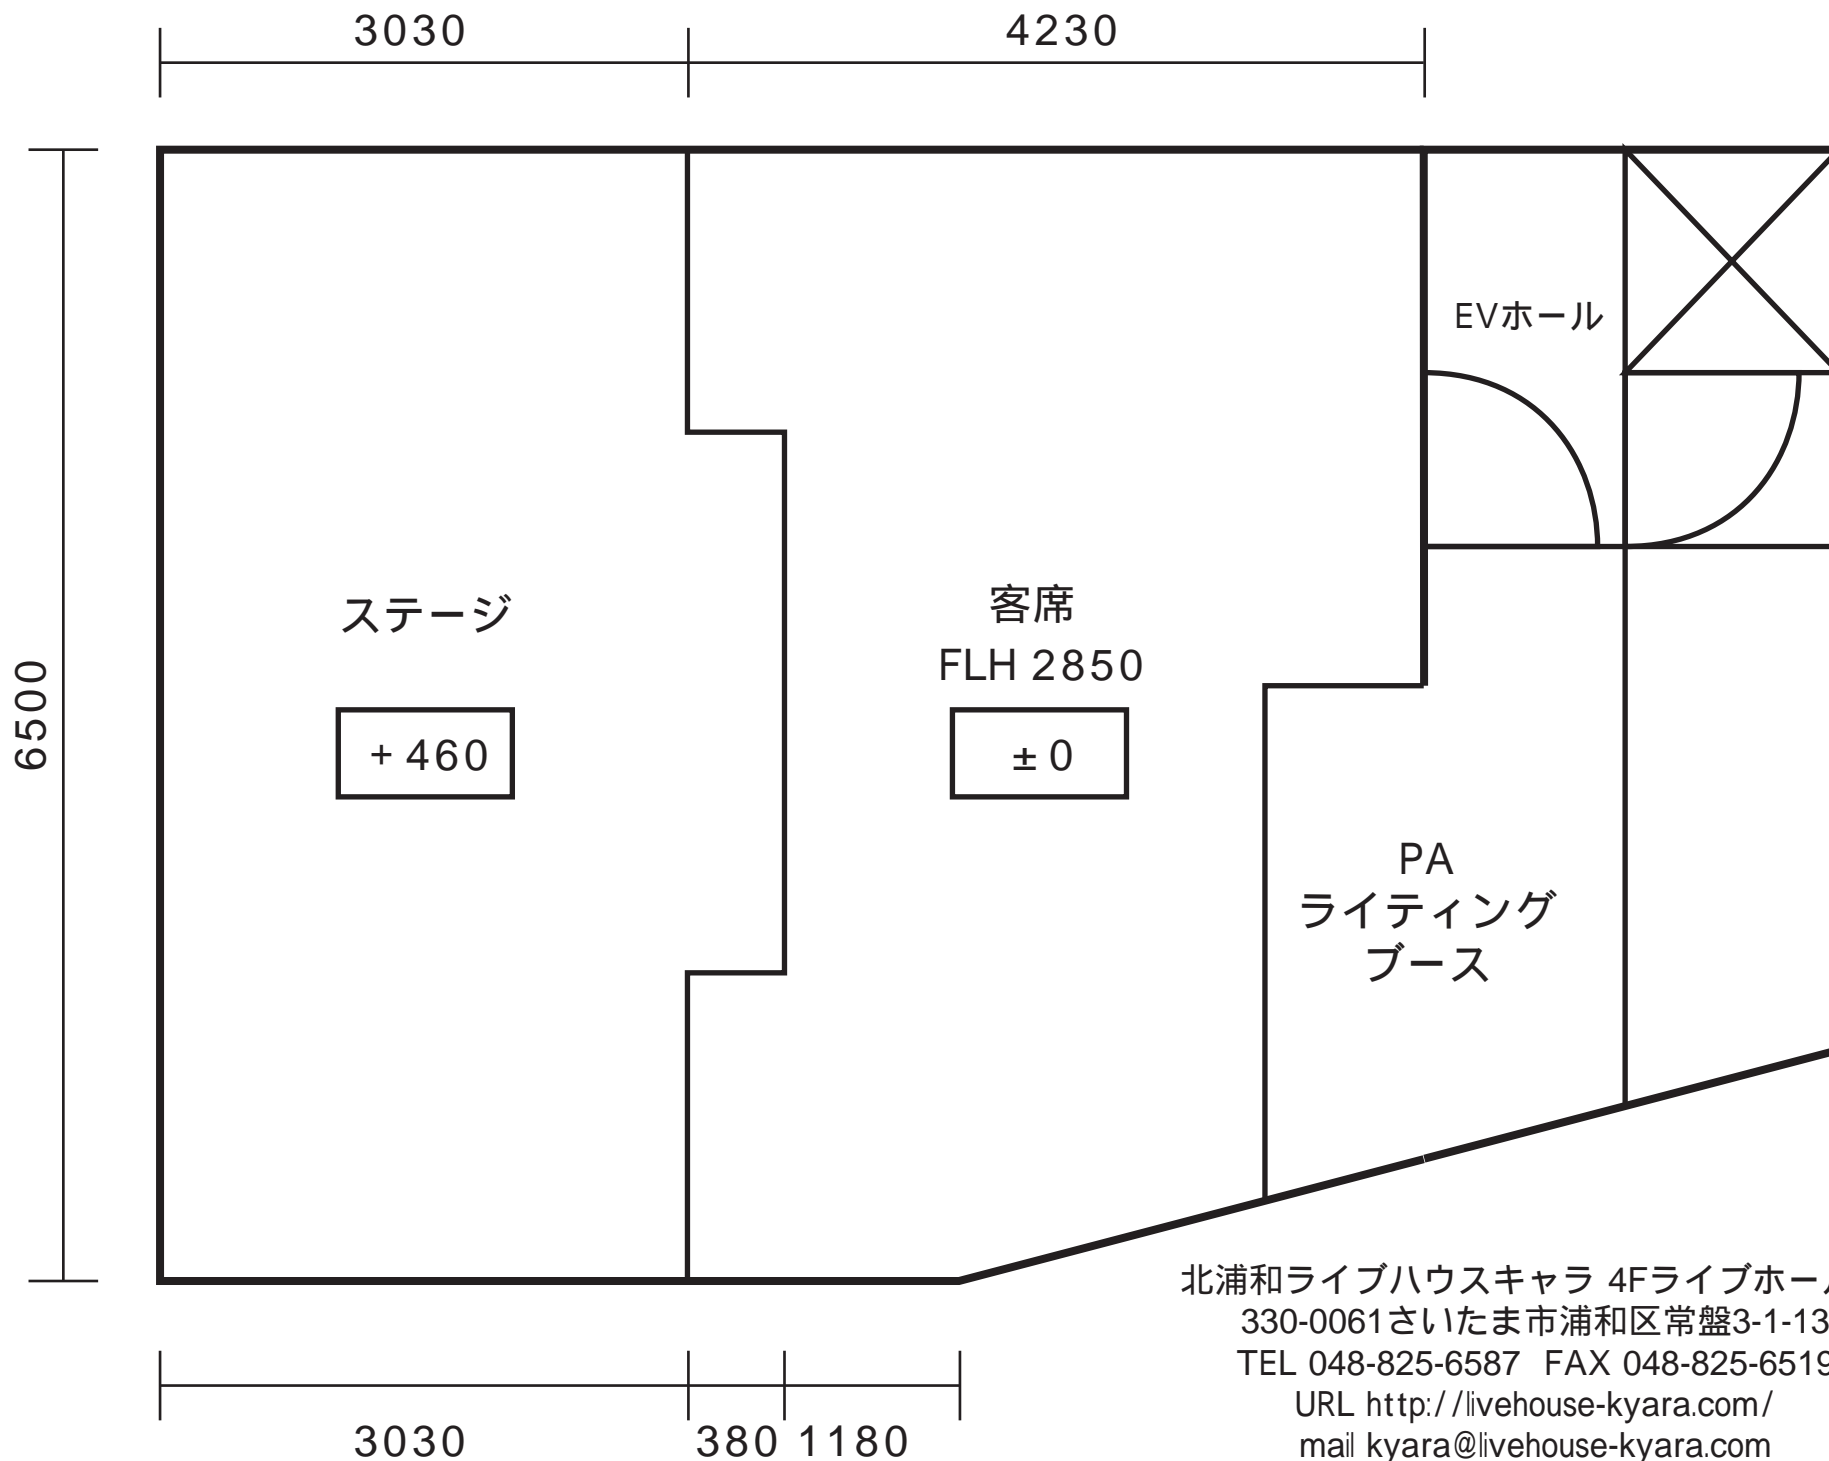 3030
4230
6500
EVホール
ステージ
+ 460
客席
FLH 2850
± 0
PA
ライティング
ブース
北浦和ライブハウスキャラ 4Fライブホール
330-0061さいたま市浦和区常盤3-1-13
TEL 048-825-6587 FAX 048-825-6519
URL http://livehouse-kyara.com/
mail kyara@livehouse-kyara.com
3030
380
1180